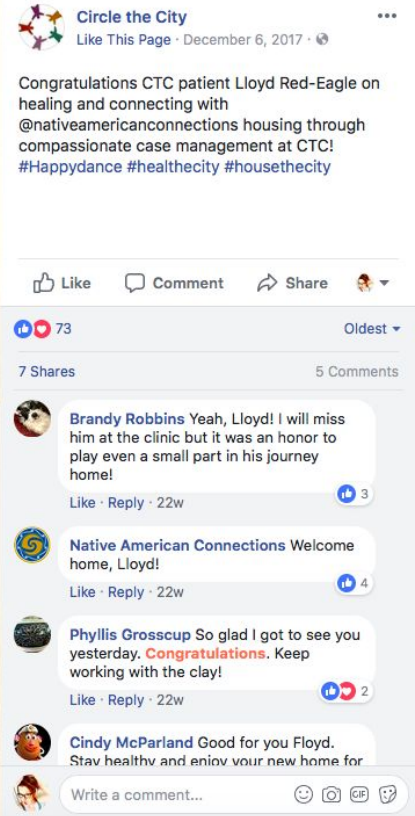 Circle the City
Like This Page · December 6, 2017 ·
Congratulations CTC patient Lloyd Red-Eagle on
healing and connecting with
@nativeamericanconnections housing through
compassionate case management at CTC!
#Happydance #healthecity #housethecity
Like Comment Share
73 Oldest
7 Shares 5 Comments
Brandy Robbins Yeah, Lloyd! I will miss
him at the clinic but it was an honor to
play even a small part in his journey
home!
3
Like · Reply · 22w
Native American Connections Welcome
home, Lloyd!
4
Like · Reply · 22w
Phyllis Grosscup So glad I got to see you
yesterday. Congratulations. Keep
working with the clay!
2
Like · Reply · 22w
Cindy McParland Good for you Floyd.
Stay healthy and enjoy your new home for
Write a comment... GIF